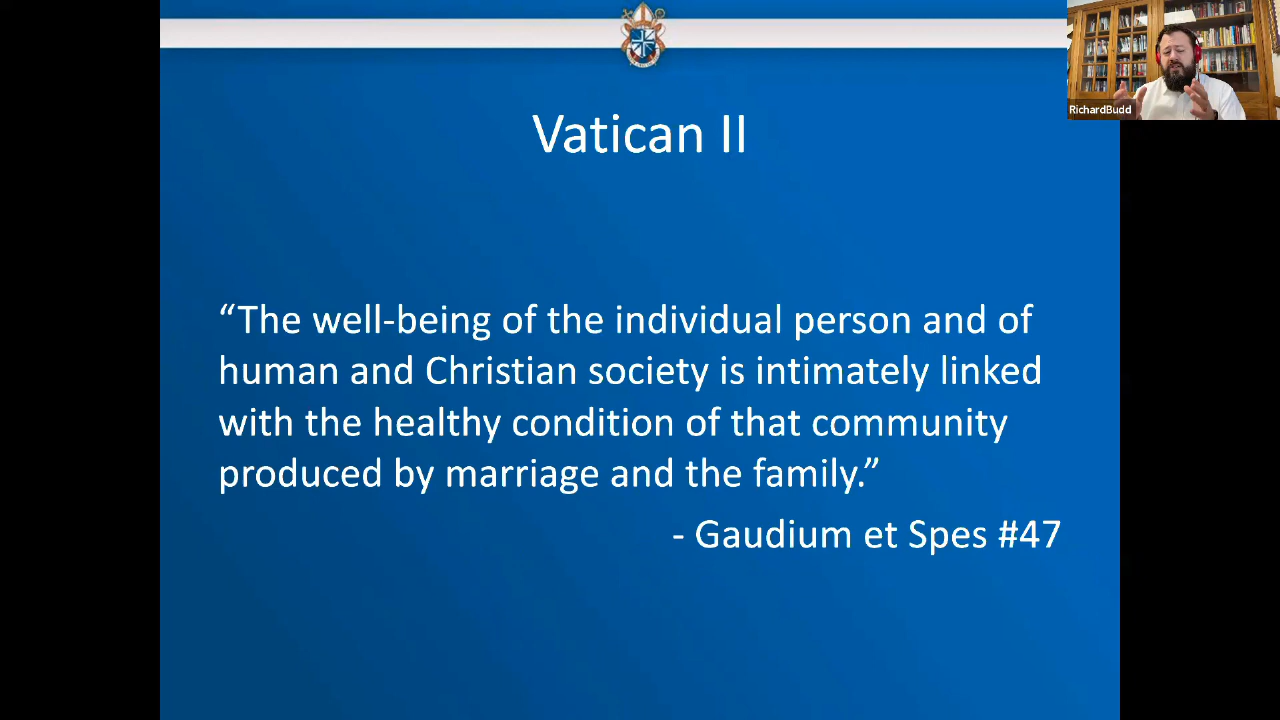 RichardBudd
Vatican II
“The well-being of the individual person and of
human and Christian society is intimately linked
with the healthy condition of that community
produced by marriage and the family.”
- Gaudium et Spes #47